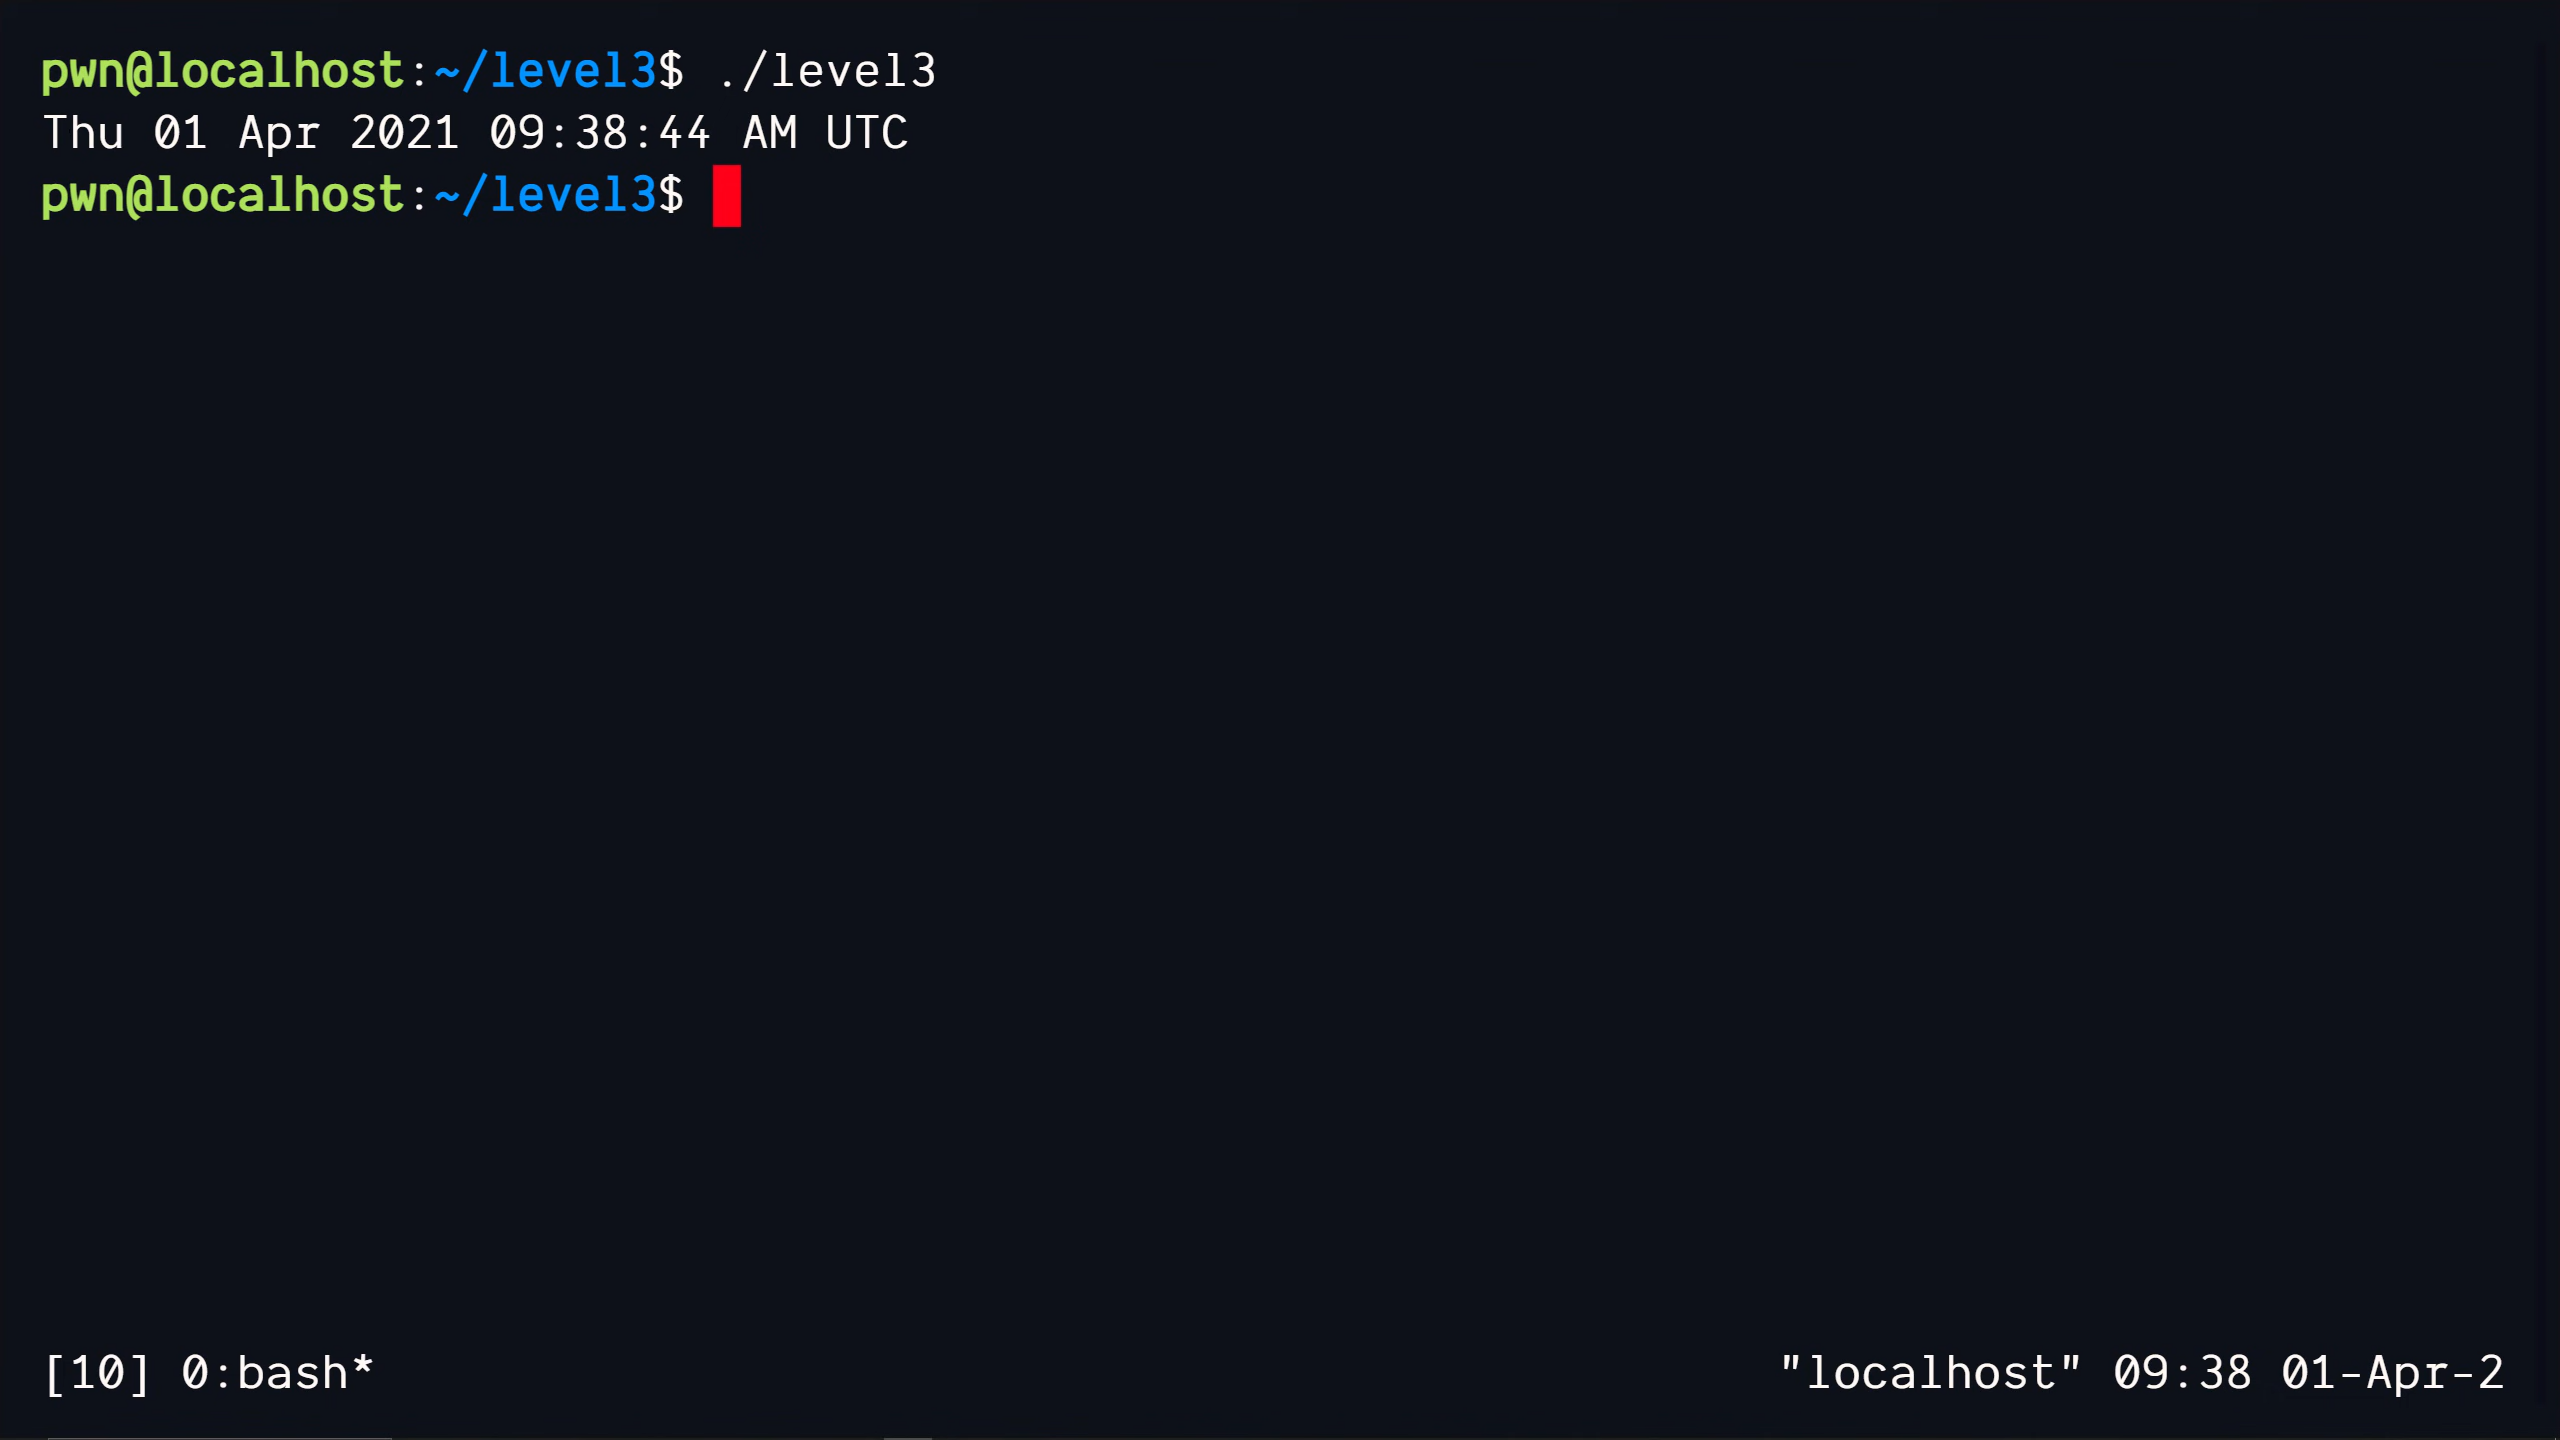 pwn@localhost:~/level3$ ./level3
Thu 01 Apr 2021 09:38:44 AM UTC
pwn@localhost:~/level3$
[10] 0:bash* "localhost" 09:38 01-Apr-2